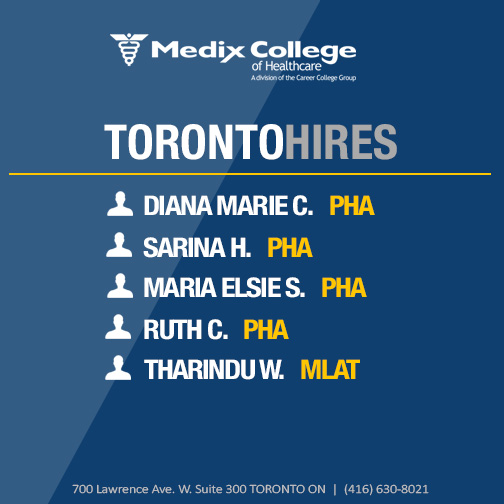 Medix College
of Healthcare
A division of the Career College Group
TORONTOHIRES
DIANA MARIE C. PHA
SARINA H. PHA
MARIA ELSIE S. PHA
RUTH C. PHA
THARINDU W. MLAT
700 Lawrence Ave. W. Suite 300 TORONTO ON | (416) 630-8021